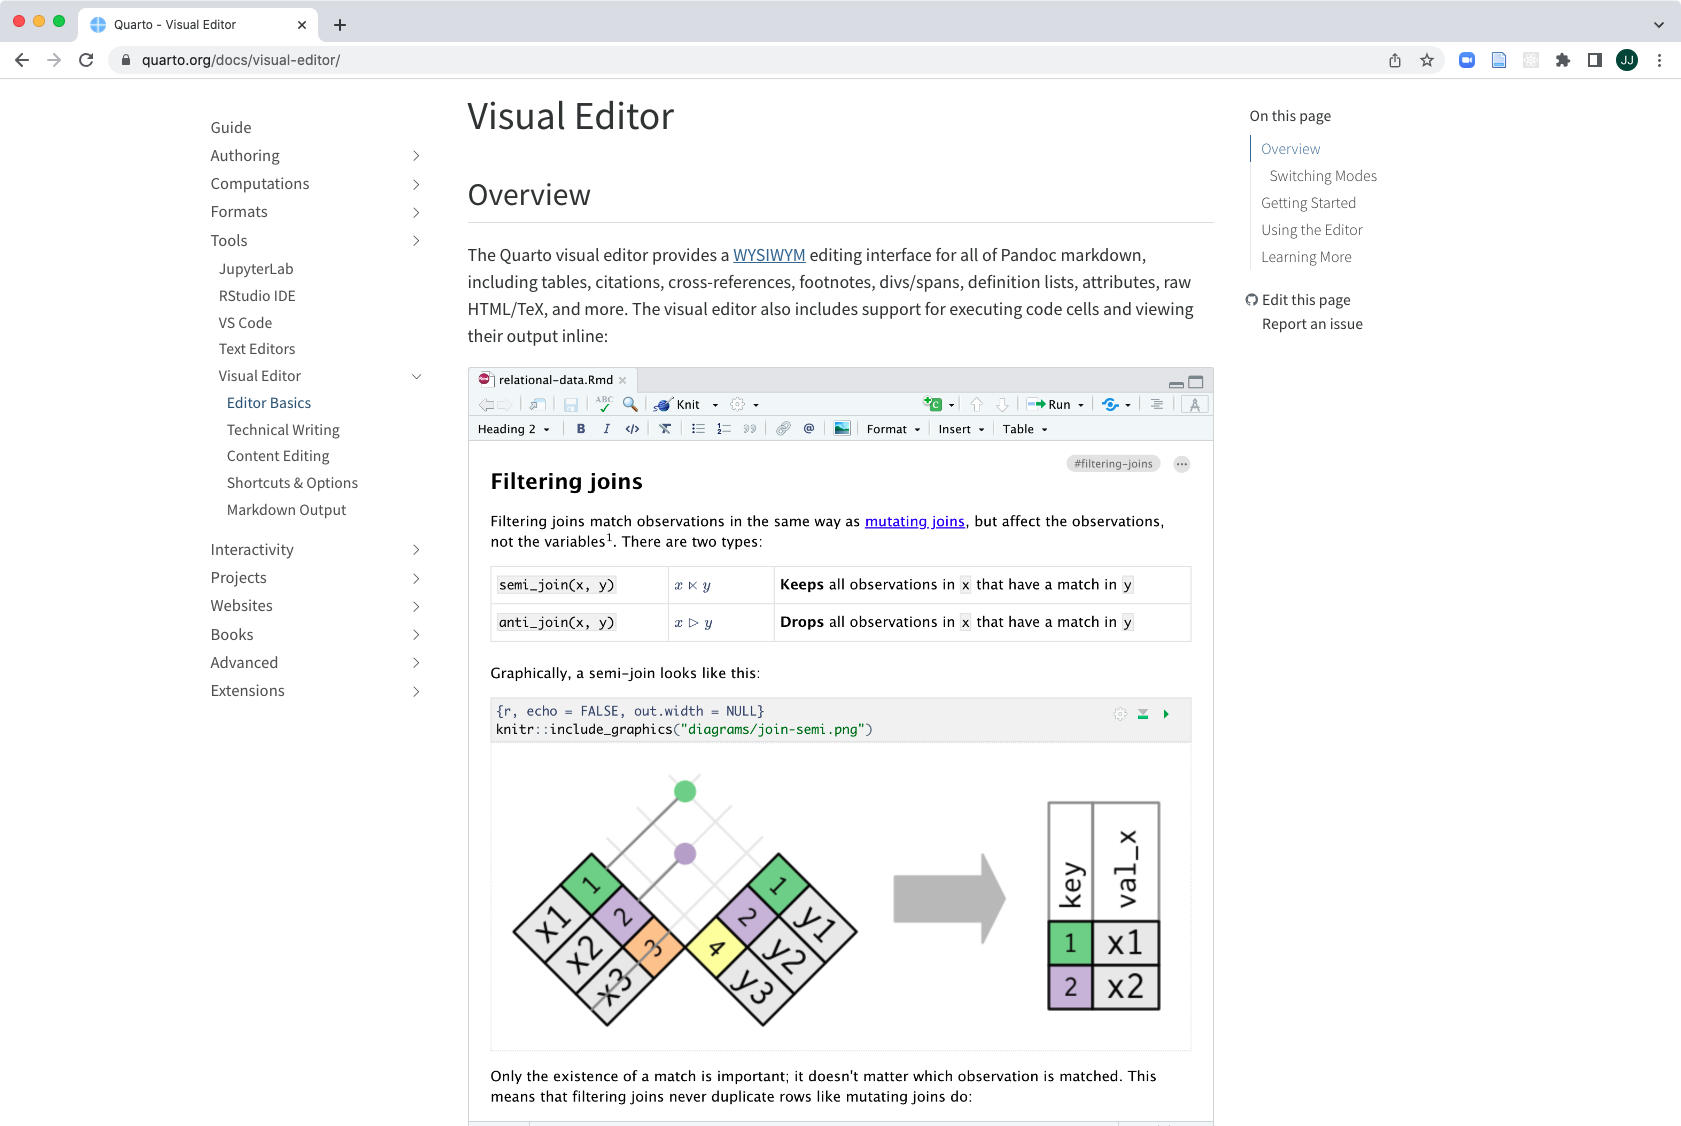 Quarto - Visual Editor
quarto.org/docs/visual-editor/
JJ
Guide
Authoring
Computations
Formats
Tools
JupyterLab
RStudio IDE
VS Code
Text Editors
Visual Editor
Editor Basics
Technical Writing
Content Editing
Shortcuts & Options
Markdown Output
Interactivity
Projects
Websites
Books
Advanced
Extensions
Visual Editor
Overview
The Quarto visual editor provides a WYSIWYM editing interface for all of Pandoc markdown,
including tables, citations, cross-references, footnotes, divs/spans, definition lists, attributes, raw
HTML/TeX, and more. The visual editor also includes support for executing code cells and viewing
their output inline:
relational-data.Rmd
ABC Knit C Run A
Heading 2 B I </> @ Format Insert Table
#filtering-joins
Filtering joins
Filtering joins match observations in the same way as mutating joins, but affect the observations,
not the variables¹. There are two types:
semi_join(x, y) x ⋉ y Keeps all observations in x that have a match in y
anti_join(x, y) x ▷ y Drops all observations in x that have a match in y
Graphically, a semi-join looks like this:
{r, echo = FALSE, out.width = NULL}
knitr::include_graphics("diagrams/join-semi.png")
1 x1
2 x2
3 x3
1 y1
2 y2
4 y3
key val_x
1 x1
2 x2
Only the existence of a match is important; it doesn't matter which observation is matched. This
means that filtering joins never duplicate rows like mutating joins do:
On this page
Overview
Switching Modes
Getting Started
Using the Editor
Learning More
Edit this page
Report an issue